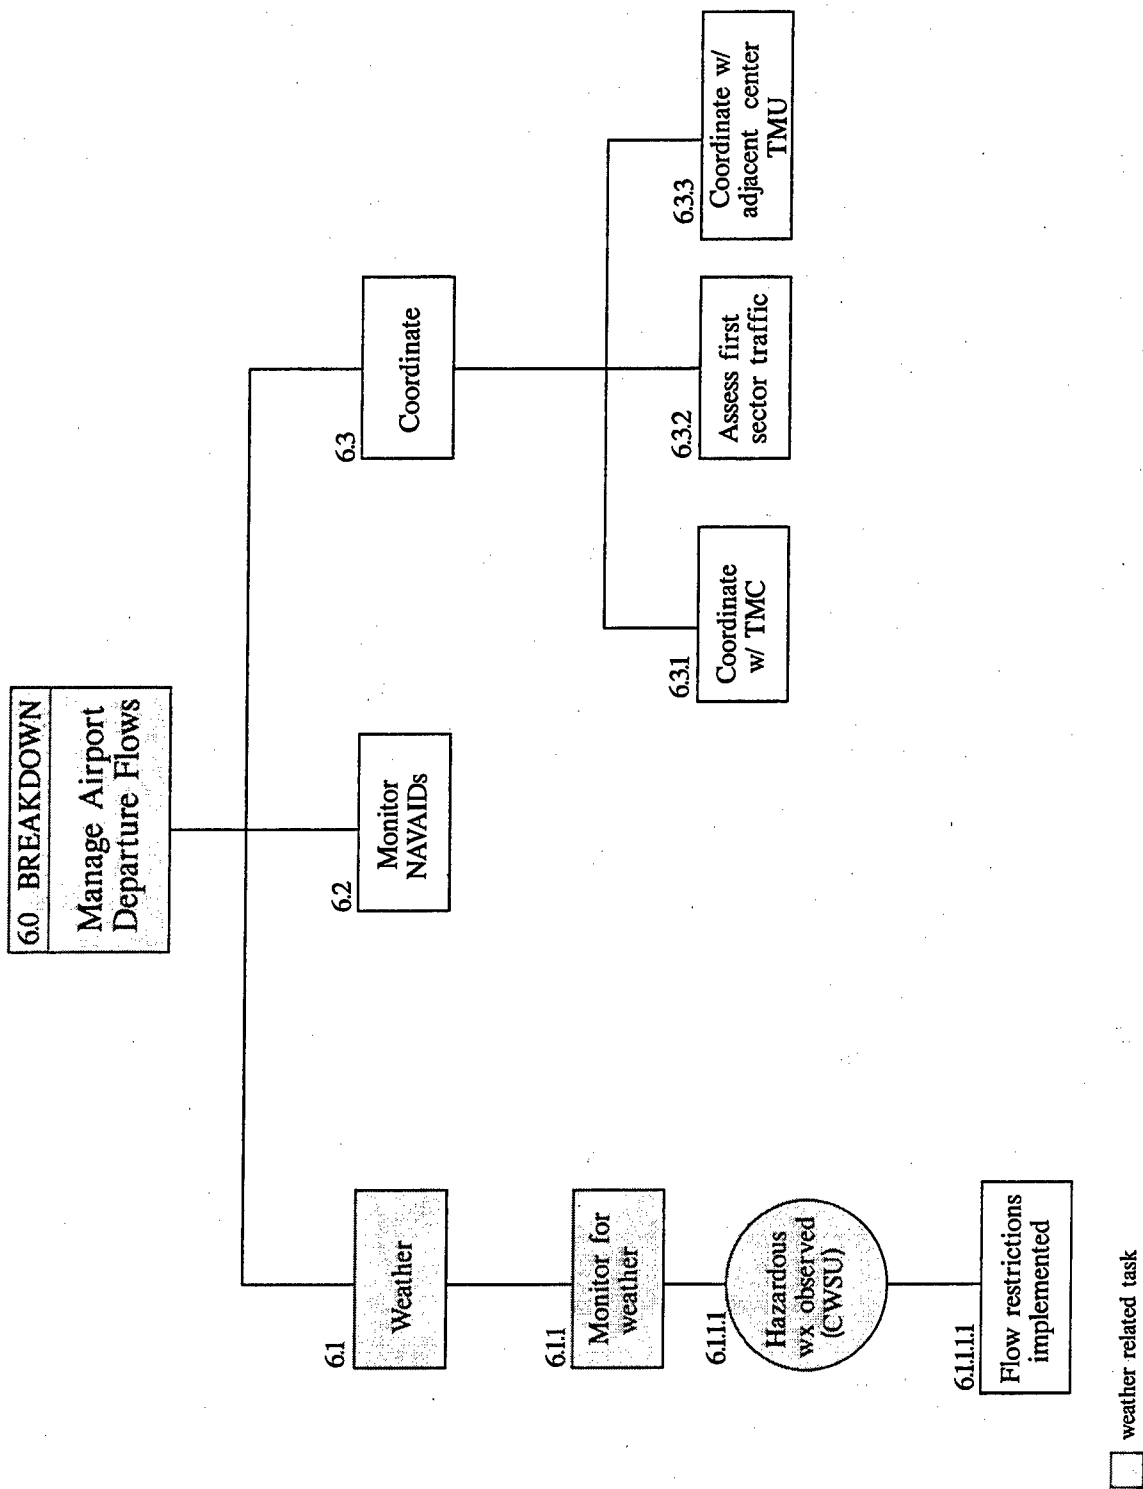 6.0 BREAKDOWN
Manage Airport
Departure Flows
6.1
Weather
6.2
Monitor
NAVAIDs
6.3
Coordinate
6.1.1
Monitor for
weather
6.1.1.1
Hazardous
wx observed
(CWSU)
6.1.1.1.1
Flow restrictions
implemented
6.3.1
Coordinate
w/ TMC
6.3.2
Assess first
sector traffic
6.3.3
Coordinate w/
adjacent center
TMU
weather related task